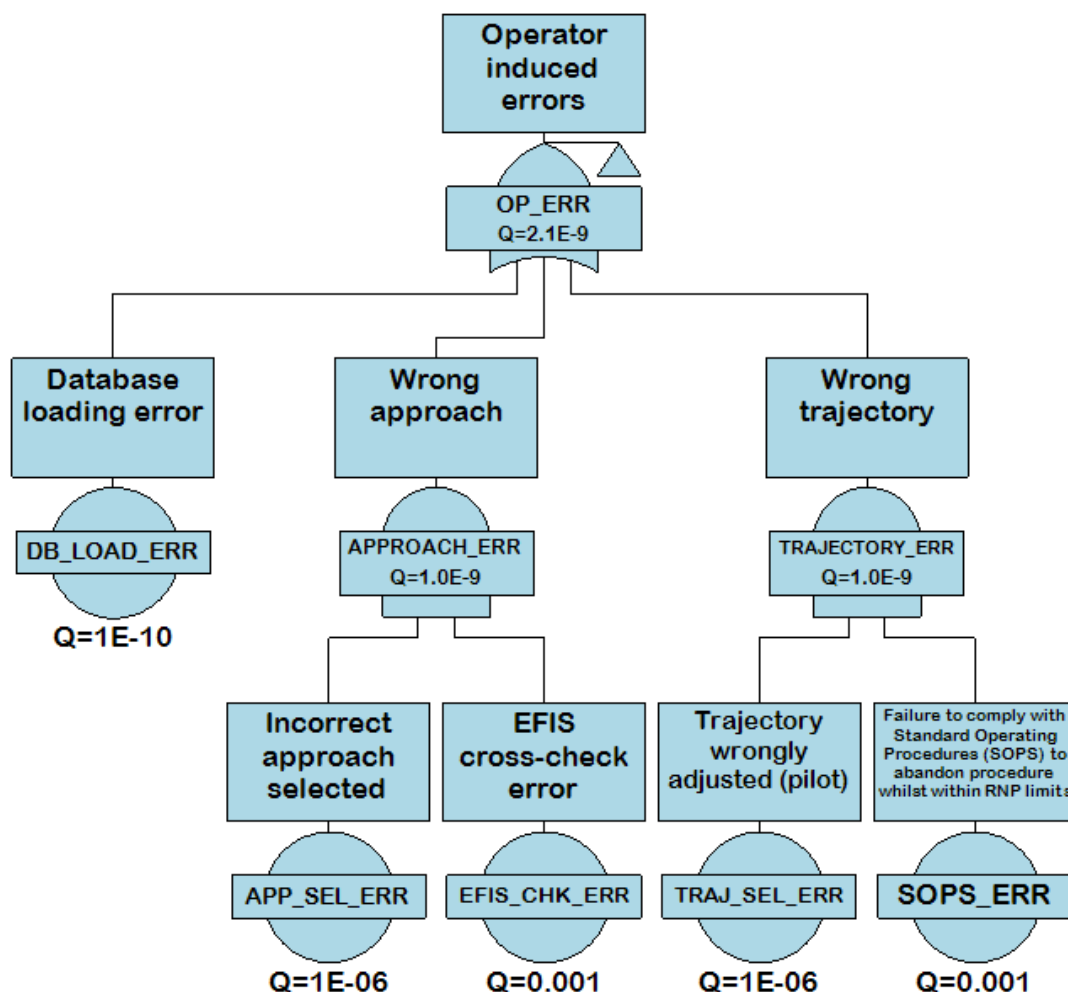 Operator
induced
errors
OP_ERR
Q=2.1E-9
Database
loading error
Wrong
approach
Wrong
trajectory
DB_LOAD_ERR
Q=1E-10
APPROACH_ERR
Q=1.0E-9
TRAJECTORY_ERR
Q=1.0E-9
Incorrect
approach
selected
EFIS
cross-check
error
Trajectory
wrongly
adjusted (pilot)
Failure to comply with
Standard Operating
Procedures (SOPS) to
abandon procedure
whilst within RNP limits
APP_SEL_ERR
Q=1E-06
EFIS_CHK_ERR
Q=0.001
TRAJ_SEL_ERR
Q=1E-06
SOPS_ERR
Q=0.001